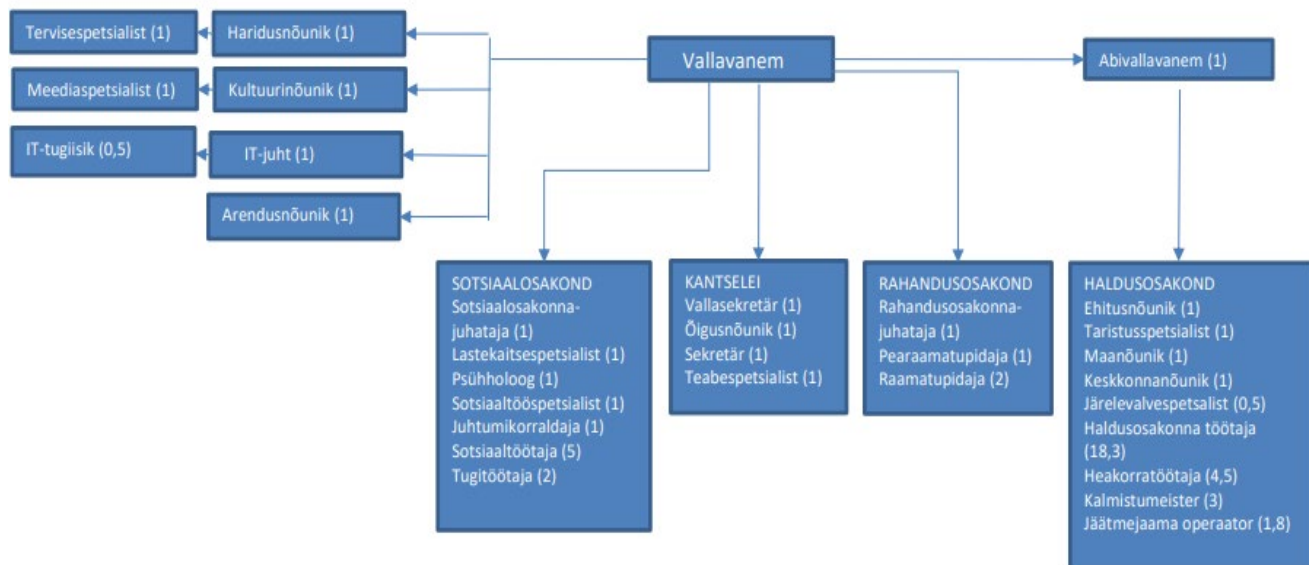 Tervisespetsialist (1)
Haridusnõunik (1)
Vallavanem
Abivallavanem (1)
Meediaspetsialist (1)
Kultuurinõunik (1)
IT-tugiisik (0,5)
IT-juht (1)
Arendusnõunik (1)
SOTSIAALOSAKOND
Sotsiaalosakonna-
juhataja (1)
Lastekaitsespetsialist (1)
Psühholoog (1)
Sotsiaaltööspetsialist (1)
Juhtumikorraldaja (1)
Sotsiaaltöötaja (5)
Tugitöötaja (2)
KANTSELEI
Vallasekretär (1)
Õigusnõunik (1)
Sekretär (1)
Teabespetsialist (1)
RAHANDUSOSAKOND
Rahandusosakonna-
juhataja (1)
Pearaamatupidaja (1)
Raamatupidaja (2)
HALDUSOSAKOND
Ehitusnõunik (1)
Taristusspetsialist (1)
Maanõunik (1)
Keskkonnanõunik (1)
Järelevalvespetsalist (0,5)
Haldusosakonna töötaja
(18,3)
Heakorratöötaja (4,5)
Kalmistumeister (3)
Jäätmejaama operaator (1,8)